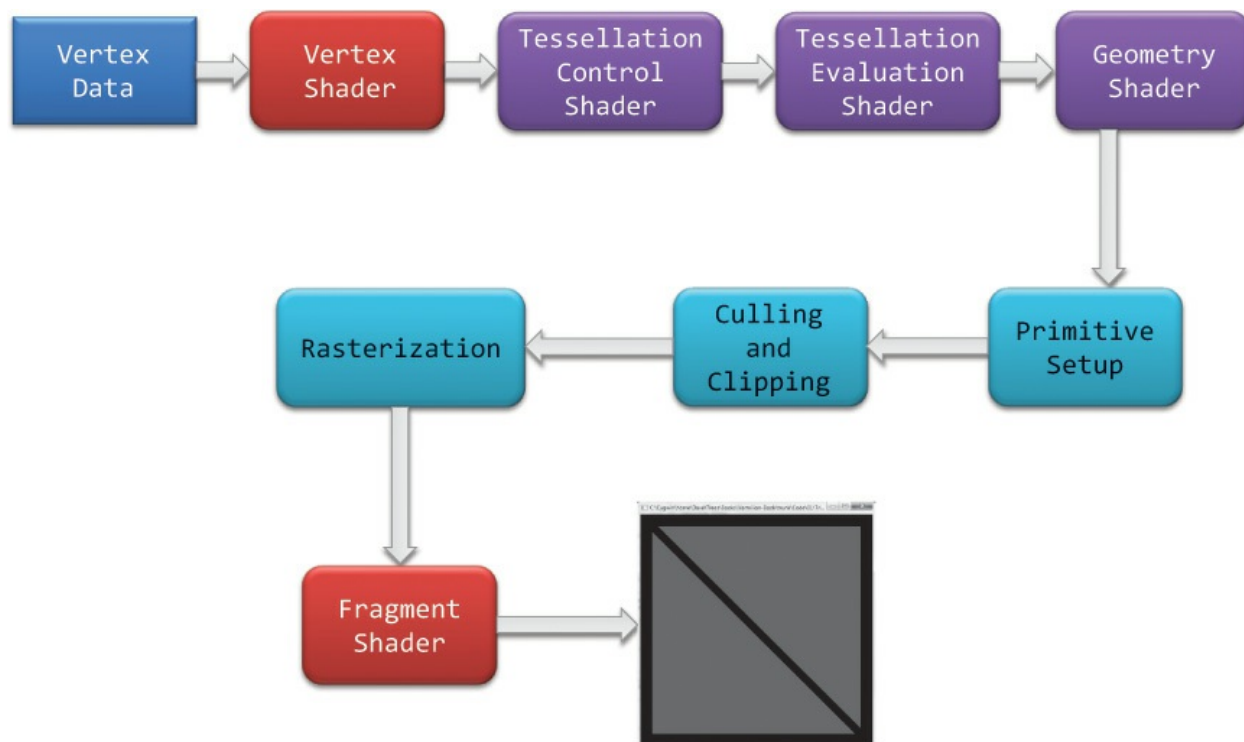 Vertex
Data
Vertex
Shader
Tessellation
Control
Shader
Tessellation
Evaluation
Shader
Geometry
Shader
Primitive
Setup
Culling
and
Clipping
Rasterization
Fragment
Shader